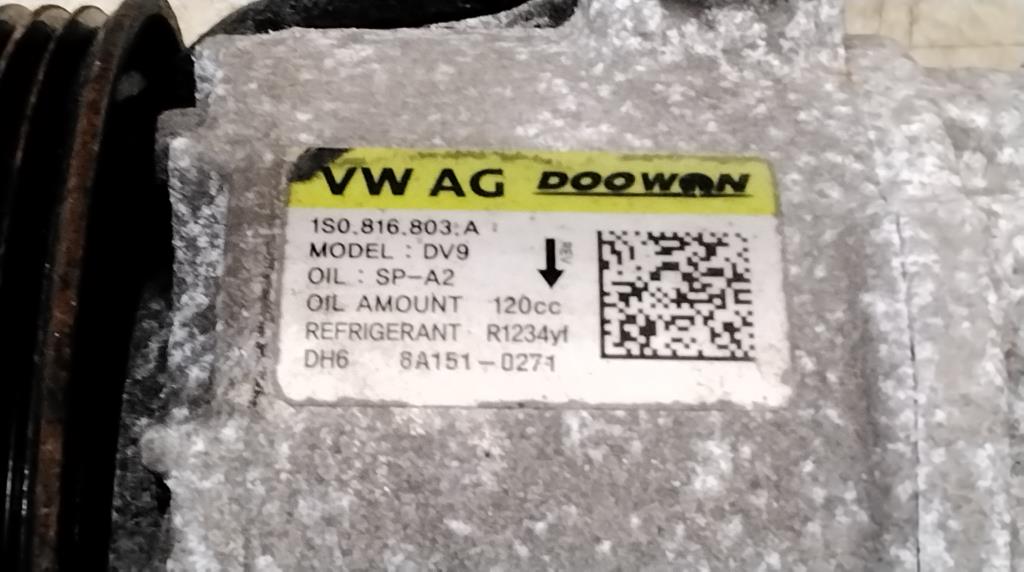 VW AG DOOWON
1S0.816.803.A
MODEL : DV9
REV
OIL : SP-A2
OIL AMOUNT 120cc
REFRIGERANT R1234yf
DH6 8A151-0271